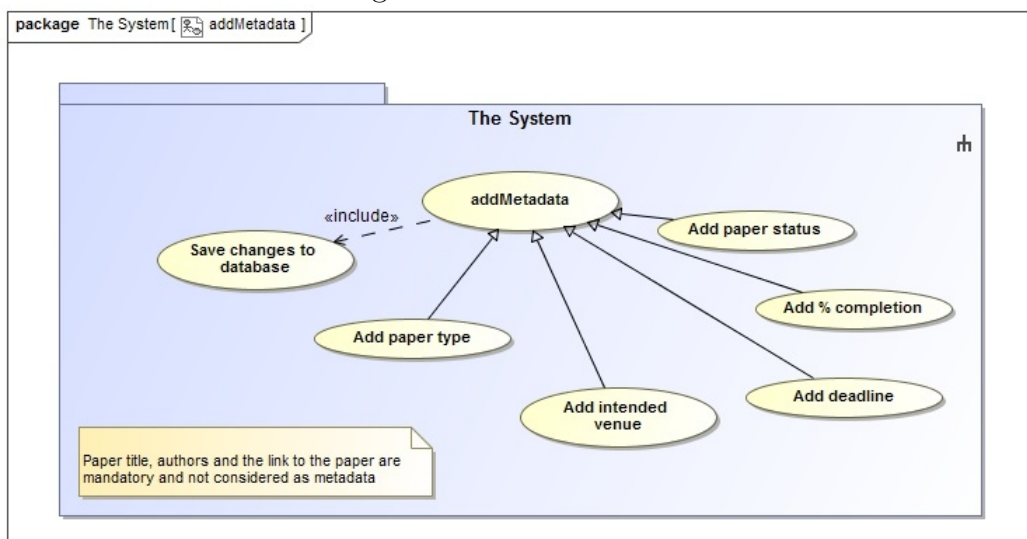 package The System[ addMetadata ]
The System
addMetadata
«include»
Save changes to
database
Add paper status
Add % completion
Add paper type
Add deadline
Add intended
venue
Paper title, authors and the link to the paper are
mandatory and not considered as metadata